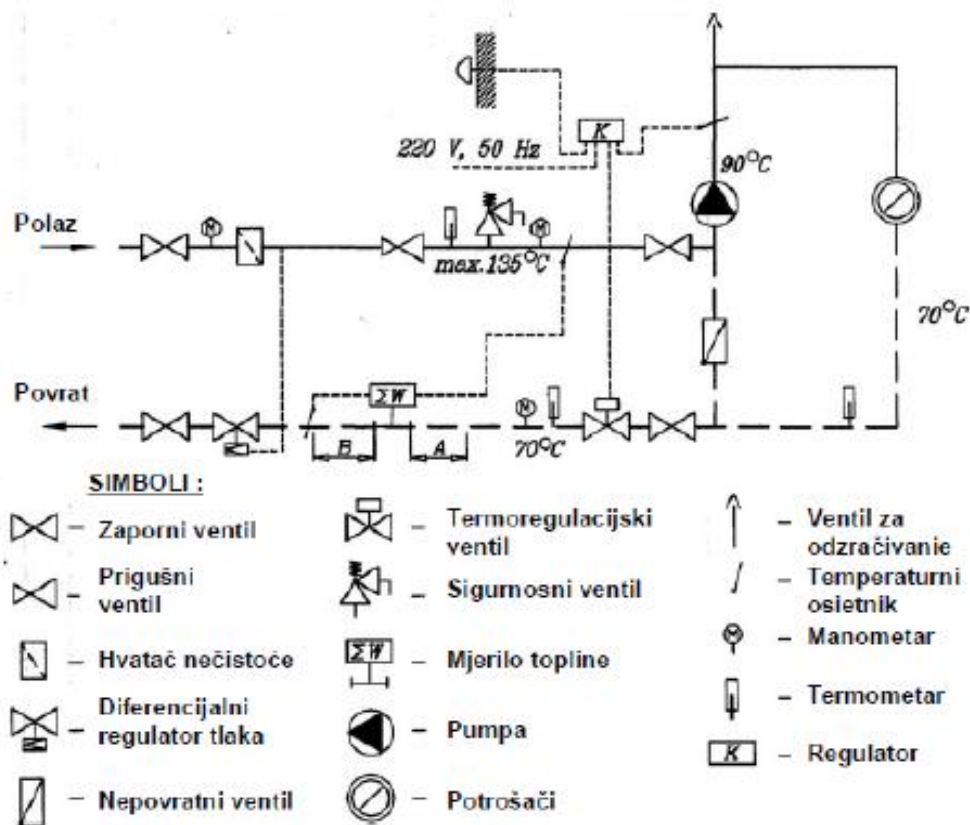 220 V, 50 Hz
K
90°C
Polaz
M
M
max.135°C
70°C
Povrat
ΣW
M
B
A
70°C
SIMBOLI :
– Zaporni ventil
– Prigušni
ventil
– Hvatač nečistoće
– Diferencijalni
regulator tlaka
– Nepovratni ventil
– Termoregulacijski
ventil
– Sigurnosni ventil
ΣW
– Mjerilo topline
– Pumpa
– Potrošači
– Ventil za
odzračivanje
– Temperaturni
osietnik
M
– Manometar
– Termometar
K
– Regulator